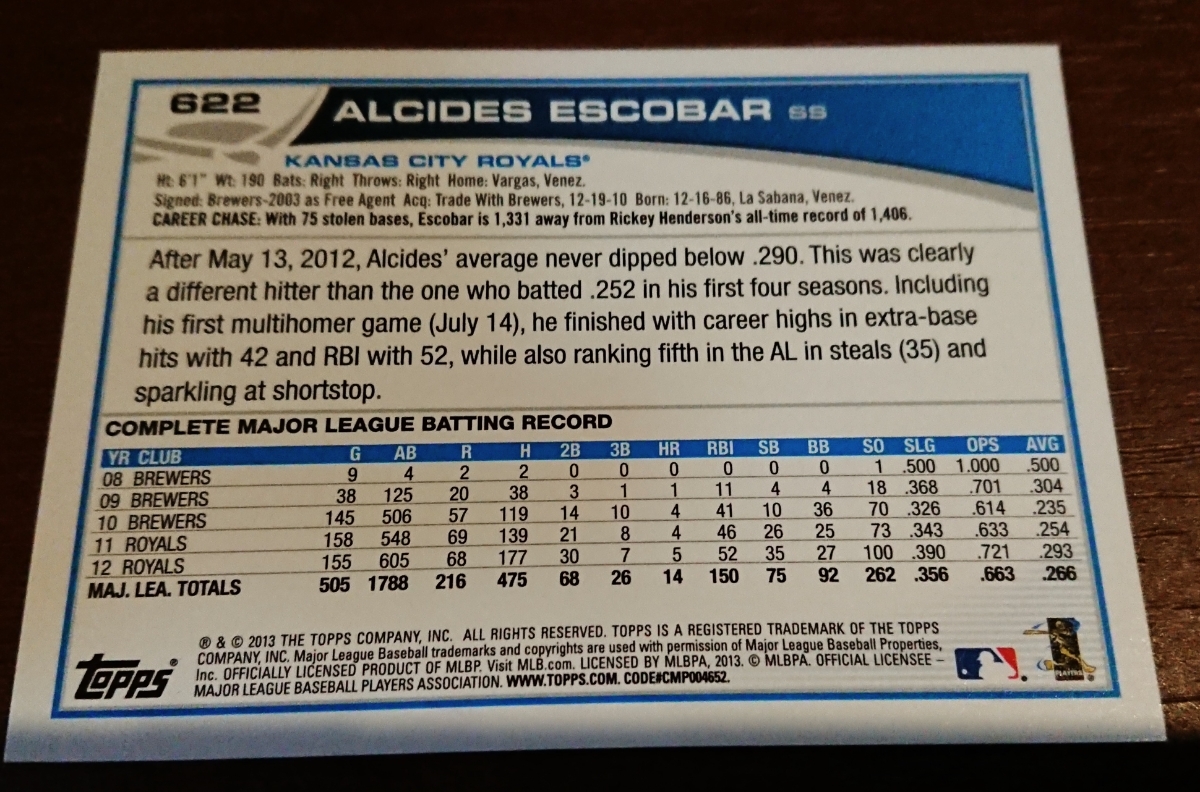 622 ALCIDES ESCOBAR SS
KANSAS CITY ROYALS®
Ht: 6'1" Wt: 190 Bats: Right Throws: Right Home: Vargas, Venez.
Signed: Brewers-2003 as Free Agent Acq: Trade With Brewers, 12-19-10 Born: 12-16-86, La Sabana, Venez.
CAREER CHASE: With 75 stolen bases, Escobar is 1,331 away from Rickey Henderson's all-time record of 1,406.
After May 13, 2012, Alcides' average never dipped below .290. This was clearly
a different hitter than the one who batted .252 in his first four seasons. Including
his first multihomer game (July 14), he finished with career highs in extra-base
hits with 42 and RBI with 52, while also ranking fifth in the AL in steals (35) and
sparkling at shortstop.
COMPLETE MAJOR LEAGUE BATTING RECORD
YR CLUB G AB R H 2B 3B HR RBI SB BB SO SLG OPS AVG
08 BREWERS 9 4 2 2 0 0 0 0 0 0 1 .500 1.000 .500
09 BREWERS 38 125 20 38 3 1 1 11 4 4 18 .368 .701 .304
10 BREWERS 145 506 57 119 14 10 4 41 10 36 70 .326 .614 .235
11 ROYALS 158 548 69 139 21 8 4 46 26 25 73 .343 .633 .254
12 ROYALS 155 605 68 177 30 7 5 52 35 27 100 .390 .721 .293
MAJ. LEA. TOTALS 505 1788 216 475 68 26 14 150 75 92 262 .356 .663 .266
® & © 2013 THE TOPPS COMPANY, INC. ALL RIGHTS RESERVED. TOPPS IS A REGISTERED TRADEMARK OF THE TOPPS
COMPANY, INC. Major League Baseball trademarks and copyrights are used with permission of Major League Baseball Properties,
Inc. OFFICIALLY LICENSED PRODUCT OF MLBP. Visit MLB.com. LICENSED BY MLBPA, 2013. © MLBPA. OFFICIAL LICENSEE –
MAJOR LEAGUE BASEBALL PLAYERS ASSOCIATION. WWW.TOPPS.COM. CODE#CMP004652.
Topps®
PLAYERS